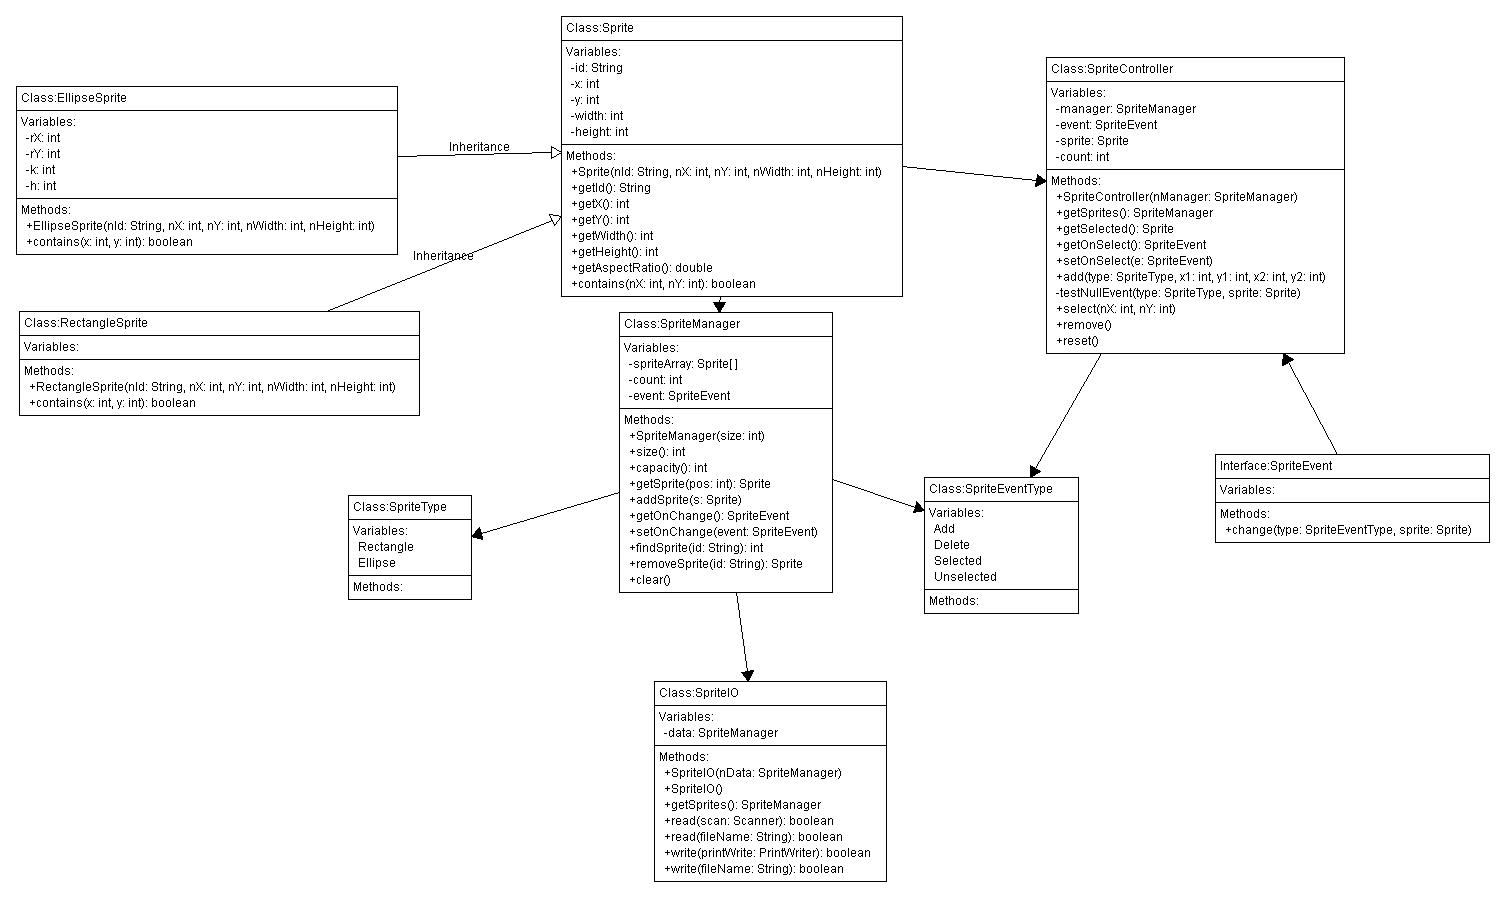 Class:Sprite
Variables:
-id: String
-x: int
-y: int
-width: int
-height: int
Methods:
+Sprite(nId: String, nX: int, nY: int, nWidth: int, nHeight: int)
+getId(): String
+getX(): int
+getY(): int
+getWidth(): int
+getHeight(): int
+getAspectRatio(): double
+contains(nX: int, nY: int): boolean
Class:SpriteController
Variables:
-manager: SpriteManager
-event: SpriteEvent
-sprite: Sprite
-count: int
Methods:
+SpriteController(nManager: SpriteManager)
+getSprites(): SpriteManager
+getSelected(): Sprite
+getOnSelect(): SpriteEvent
+setOnSelect(e: SpriteEvent)
+add(type: SpriteType, x1: int, y1: int, x2: int, y2: int)
-testNullEvent(type: SpriteType, sprite: Sprite)
+select(nX: int, nY: int)
+remove()
+reset()
Class:EllipseSprite
Variables:
-rX: int
-rY: int
-k: int
-h: int
Methods:
+EllipseSprite(nId: String, nX: int, nY: int, nWidth: int, nHeight: int)
+contains(x: int, y: int): boolean
Inheritance
Inheritance
Class:RectangleSprite
Variables:
Methods:
+RectangleSprite(nId: String, nX: int, nY: int, nWidth: int, nHeight: int)
+contains(x: int, y: int): boolean
Class:SpriteManager
Variables:
-spriteArray: Sprite[ ]
-count: int
-event: SpriteEvent
Methods:
+SpriteManager(size: int)
+size(): int
+capacity(): int
+getSprite(pos: int): Sprite
+addSprite(s: Sprite)
+getOnChange(): SpriteEvent
+setOnChange(event: SpriteEvent)
+findSprite(id: String): int
+removeSprite(id: String): Sprite
+clear()
Interface:SpriteEvent
Variables:
Methods:
+change(type: SpriteEventType, sprite: Sprite)
Class:SpriteEventType
Variables:
Add
Delete
Selected
Unselected
Methods:
Class:SpriteType
Variables:
Rectangle
Ellipse
Methods:
Class:SpriteIO
Variables:
-data: SpriteManager
Methods:
+SpriteIO(nData: SpriteManager)
+SpriteIO()
+getSprites(): SpriteManager
+read(scan: Scanner): boolean
+read(fileName: String): boolean
+write(printWrite: PrintWriter): boolean
+write(fileName: String): boolean